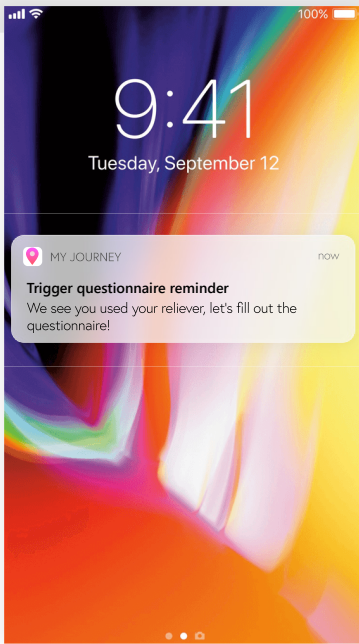 100%
9:41
Tuesday, September 12
MY JOURNEY now
Trigger questionnaire reminder
We see you used your reliever, let's fill out the
questionnaire!